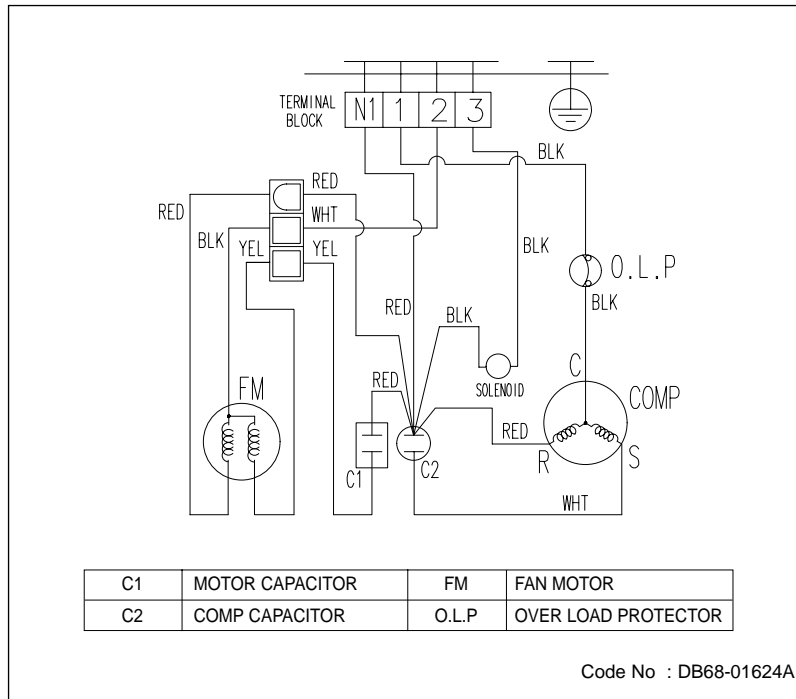 TERMINAL
BLOCK
N1 1 2 3
BLK
RED
RED
WHT
BLK
YEL
YEL
BLK
O.L.P
BLK
RED
BLK
C
COMP
FM
RED
SOLENOID
RED
R
S
C1
C2
WHT
C1 MOTOR CAPACITOR FM FAN MOTOR
C2 COMP CAPACITOR O.L.P OVER LOAD PROTECTOR
Code No : DB68-01624A